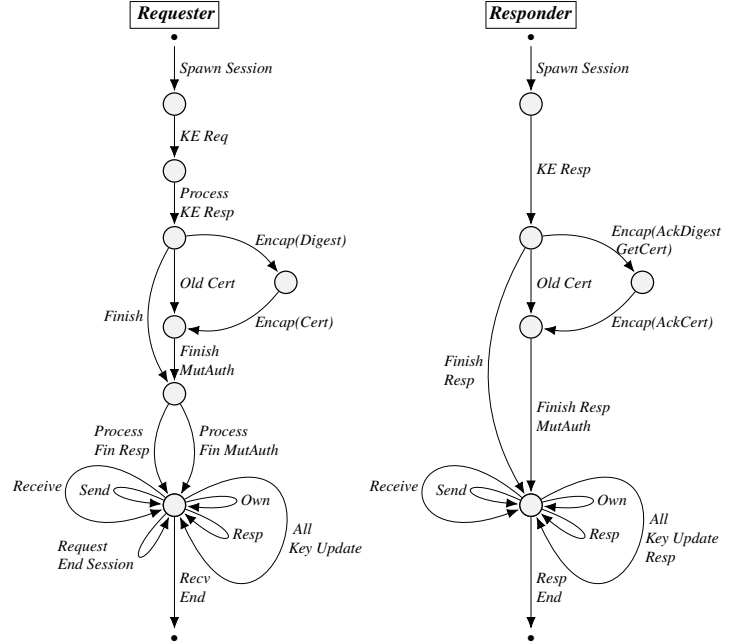 Requester
Spawn Session
KE Req
Process
KE Resp
Encap(Digest)
Old Cert
Finish
Encap(Cert)
Finish
MutAuth
Process
Fin Resp
Process
Fin MutAuth
Receive
Send
Own
Resp
All
Key Update
Request
End Session
Recv
End
Responder
Spawn Session
KE Resp
Encap(AckDigest
GetCert)
Old Cert
Encap(AckCert)
Finish
Resp
Finish Resp
MutAuth
Receive
Send
Own
Resp
All
Key Update
Resp
Resp
End